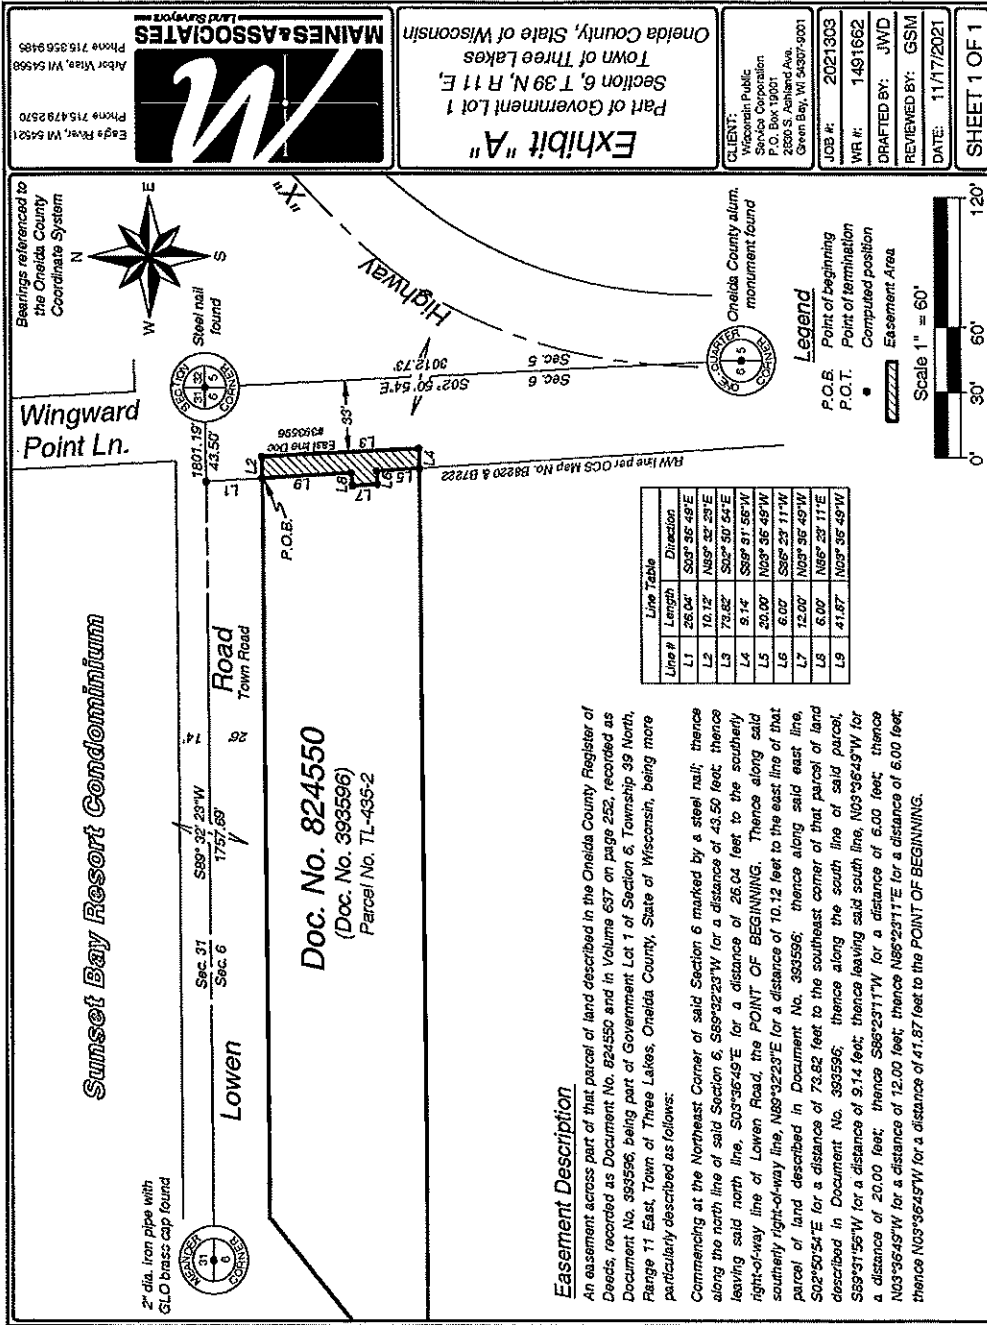 Bearings referenced to
the Oneida County
Coordinate System
N
E
S
W
Sunset Bay Resort Condominium
2" dia. iron pipe with
GLO brass cap found
MEANDER
CORNER
31
6
Sec. 31
Sec. 6
S89° 32' 23"W
1757.69'
14'
26'
Lowen
Road
Town Road
Wingward
Point Ln.
1801.19'
43.50'
Steel nail
found
SECTION
CORNER
31 32
6 5
Doc. No. 824550
(Doc. No. 393596)
Parcel No. TL-435-2
P.O.B.
L1
L2
L3
L4
L5
L6
L7
L8
L9
East line Doc
#393596
33'
S02° 50' 54"E
3012.73'
Sec. 6
Sec. 5
R/W line per OCS Map No. B8220 & B7222
Highway
"X"
ONE-QUARTER
CORNER
6 5
Oneida County alum.
monument found
Line Table
Line # Length Direction
L1 26.04' S03° 36' 49"E
L2 10.12' N89° 32' 23"E
L3 73.82' S02° 50' 54"E
L4 9.14' S89° 31' 56"W
L5 20.00' N03° 36' 49"W
L6 6.00' S86° 23' 11"W
L7 12.00' N03° 36' 49"W
L8 6.00' N86° 23' 11"E
L9 41.87' N03° 36' 49"W
Legend
P.O.B. Point of beginning
P.O.T. Point of termination
Computed position
Easement Area
Scale 1" = 60'
0' 30' 60' 120'
Easement Description
An easement across part of that parcel of land described in the Oneida County Register of
Deeds, recorded as Document No. 824550 and in Volume 637 on page 252, recorded as
Document No. 393596, being part of Government Lot 1 of Section 6, Township 39 North,
Range 11 East, Town of Three Lakes, Oneida County, State of Wisconsin, being more
particularly described as follows:
Commencing at the Northeast Corner of said Section 6 marked by a steel nail; thence
along the north line of said Section 6, S89°32'23"W for a distance of 43.50 feet; thence
leaving said north line, S03°36'49"E for a distance of 26.04 feet to the southerly
right-of-way line of Lowen Road, the POINT OF BEGINNING. Thence along said
southerly right-of-way line, N89°32'23"E for a distance of 10.12 feet to the east line of that
parcel of land described in Document No. 393596; thence along said east line,
S02°50'54"E for a distance of 73.82 feet to the southeast corner of that parcel of land
described in Document No. 393596; thence along the south line of said parcel,
S89°31'56"W for a distance of 9.14 feet; thence leaving said south line, N03°36'49"W for
a distance of 20.00 feet; thence S86°23'11"W for a distance of 6.00 feet; thence
N03°36'49"W for a distance of 12.00 feet; thence N86°23'11"E for a distance of 6.00 feet;
thence N03°36'49"W for a distance of 41.87 feet to the POINT OF BEGINNING.
M
MAINES & ASSOCIATES
Land Surveyors
Eagle River, WI 54521
Phone 715.479.2570
Arbor Vitae, WI 54568
Phone 715.356.9485
Exhibit "A"
Part of Government Lot 1
Section 6, T 39 N, R 11 E,
Town of Three Lakes
Oneida County, State of Wisconsin
CLIENT:
Wisconsin Public
Service Corporation
P.O. Box 19001
2830 S. Ashland Ave.
Green Bay, WI 54307-9001
JOB #: 2021303
WR #: 1491662
DRAFTED BY: JWD
REVIEWED BY: GSM
DATE: 11/17/2021
SHEET 1 OF 1